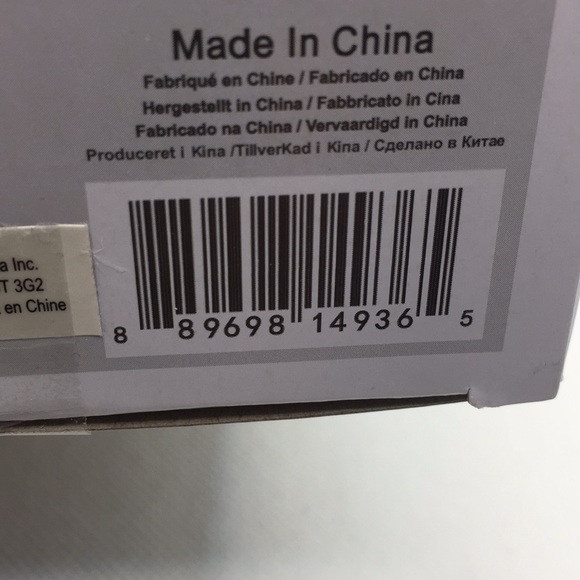 Made In China
Fabriqué en Chine / Fabricado en China
Hergestellt in China / Fabbricato in Cina
Fabricado na China / Vervaardigd in China
Produceret i Kina /TillverKad i Kina / Сделано в Китае
a Inc.
T 3G2
en Chine
8 89698 14936 5